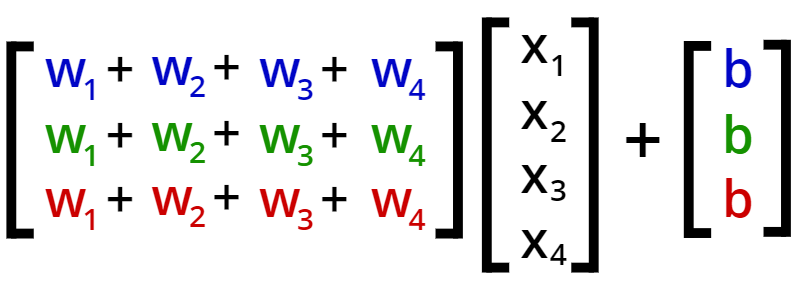 w₁ + w₂ + w₃ + w₄
w₁ + w₂ + w₃ + w₄
w₁ + w₂ + w₃ + w₄
x₁
x₂
x₃
x₄
+
b
b
b